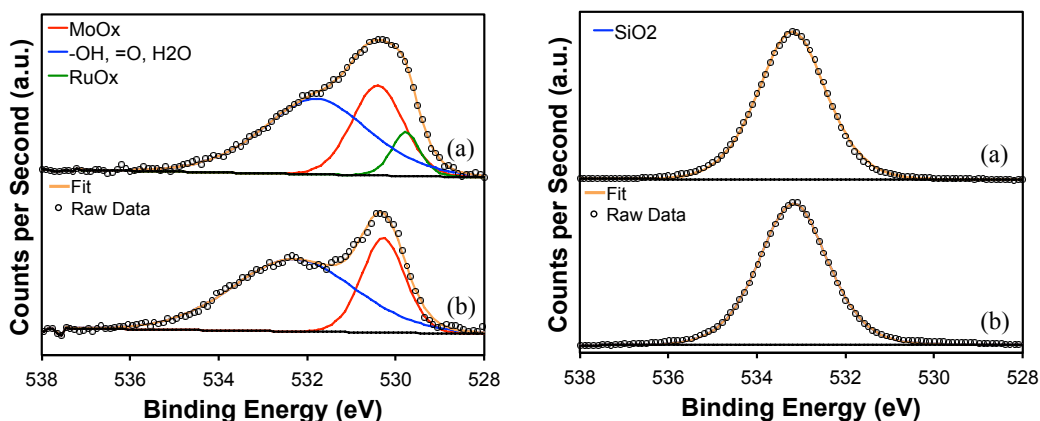 MoOx
-OH, =O, H2O
RuOx
(a)
Fit
Raw Data
(b)
538 536 534 532 530 528
Binding Energy (eV)
Counts per Second (a.u.)
SiO2
(a)
Fit
Raw Data
(b)
538 536 534 532 530 528
Binding Energy (eV)
Counts per Second (a.u.)